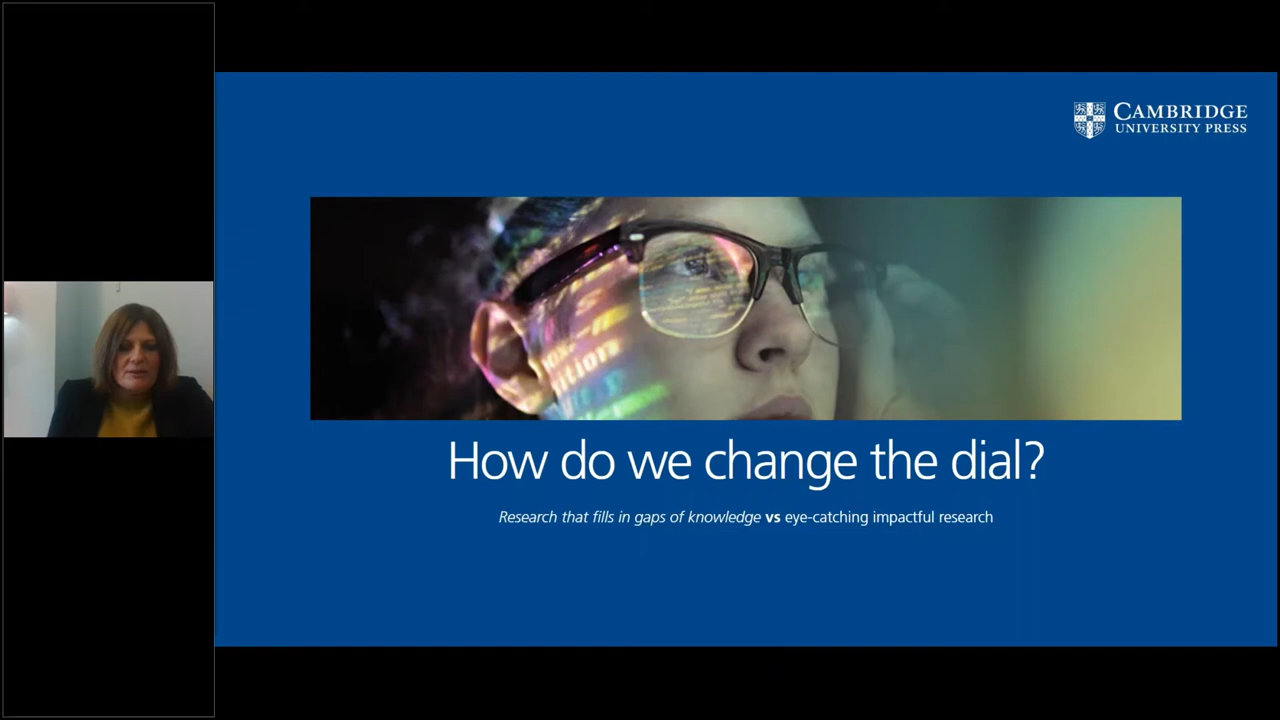 CAMBRIDGE
UNIVERSITY PRESS
ition
How do we change the dial?
Research that fills in gaps of knowledge vs eye-catching impactful research